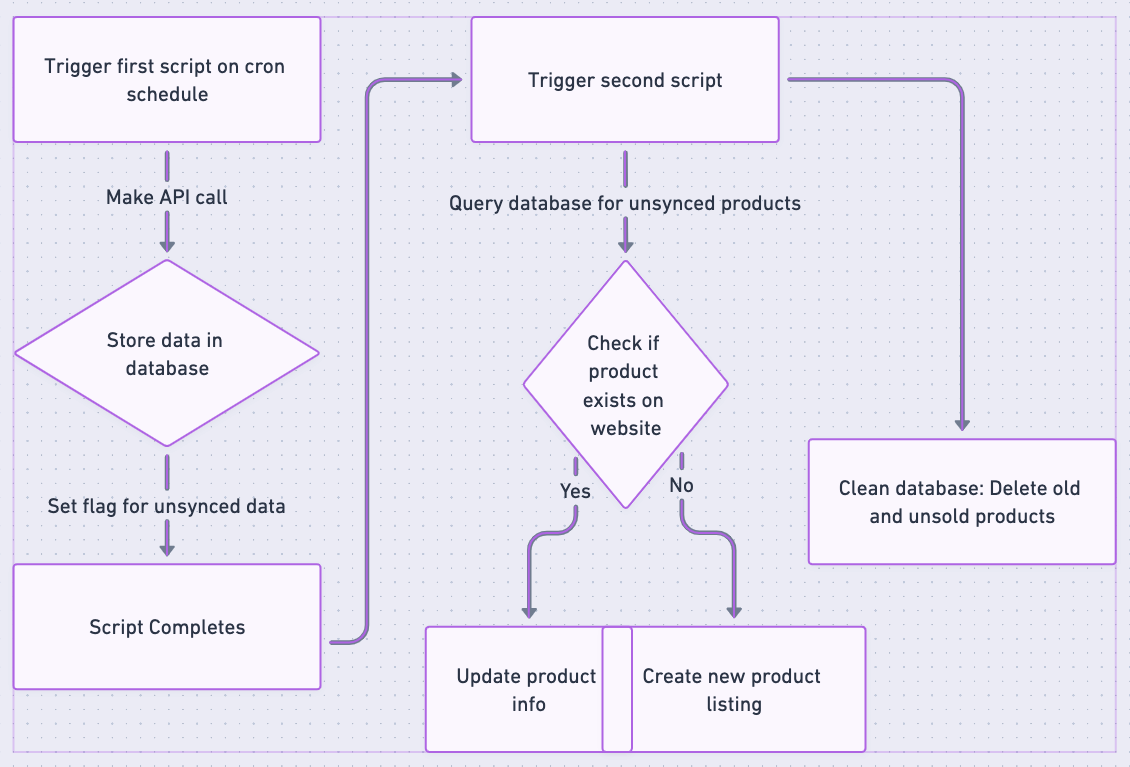 Trigger first script on cron
schedule
Make API call
Store data in
database
Set flag for unsynced data
Script Completes
Trigger second script
Query database for unsynced products
Check if
product
exists on
website
Yes
No
Update product
info
Create new product
listing
Clean database: Delete old
and unsold products